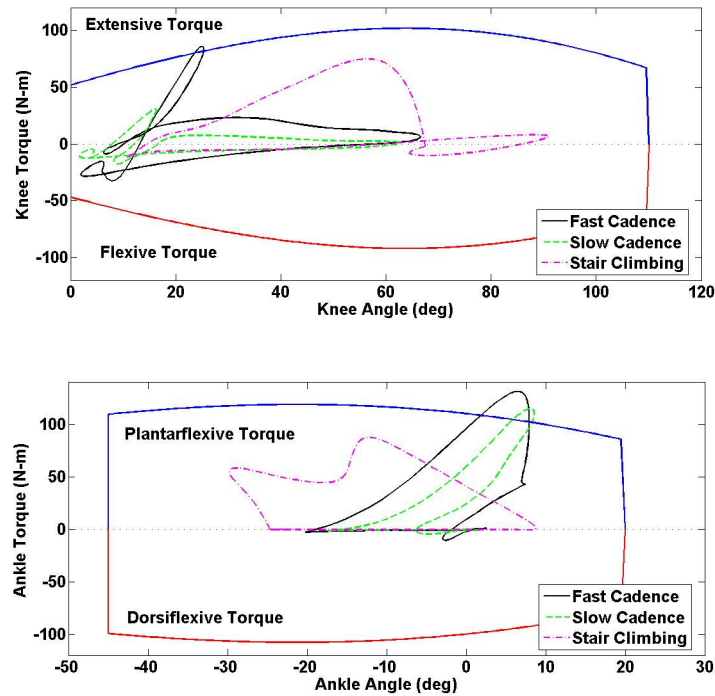 Extensive Torque
100
50
0
-50
-100
Knee Torque (N-m)
Flexive Torque
Fast Cadence
Slow Cadence
Stair Climbing
0 20 40 60 80 100 120
Knee Angle (deg)
Plantarflexive Torque
100
50
0
-50
-100
Ankle Torque (N-m)
Dorsiflexive Torque
Fast Cadence
Slow Cadence
Stair Climbing
-50 -40 -30 -20 -10 0 10 20 30
Ankle Angle (deg)